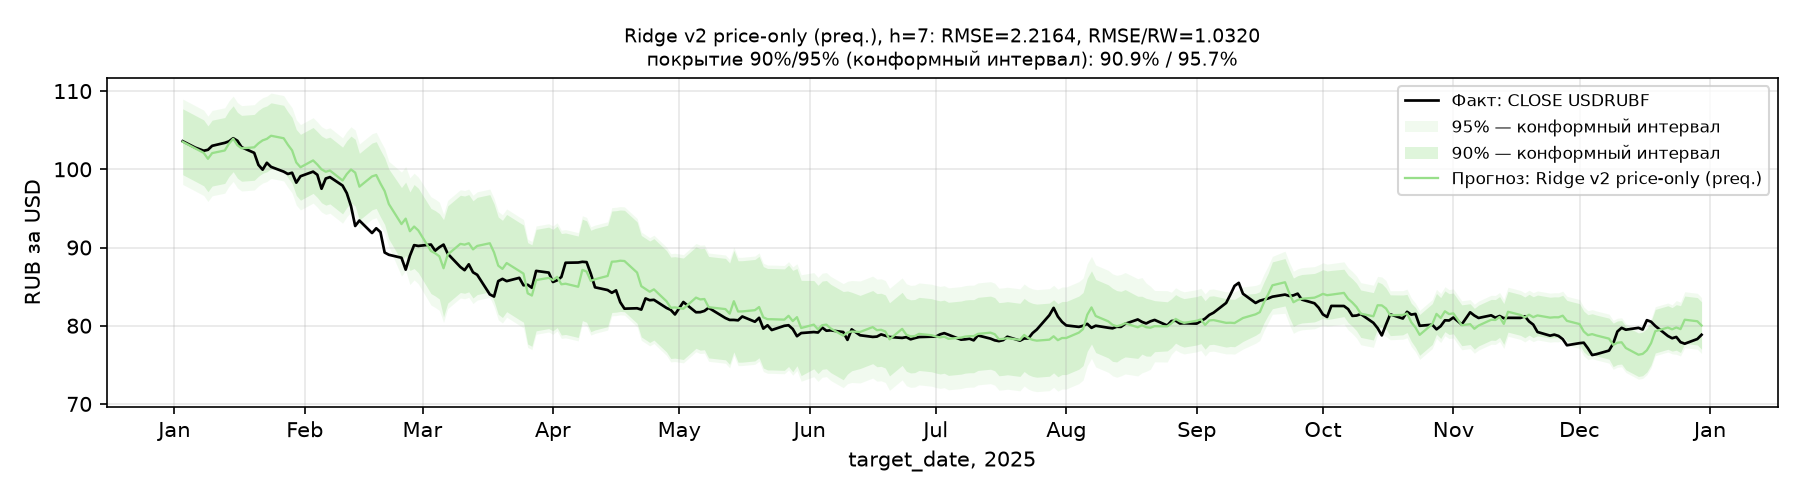 Ridge v2 price-only (preq.), h=7: RMSE=2.2164, RMSE/RW=1.0320
покрытие 90%/95% (конформный интервал): 90.9% / 95.7%
110
100
90
80
70
RUB за USD
Факт: CLOSE USDRUBF
95% — конформный интервал
90% — конформный интервал
Прогноз: Ridge v2 price-only (preq.)
Jan Feb Mar Apr May Jun Jul Aug Sep Oct Nov Dec Jan
target_date, 2025